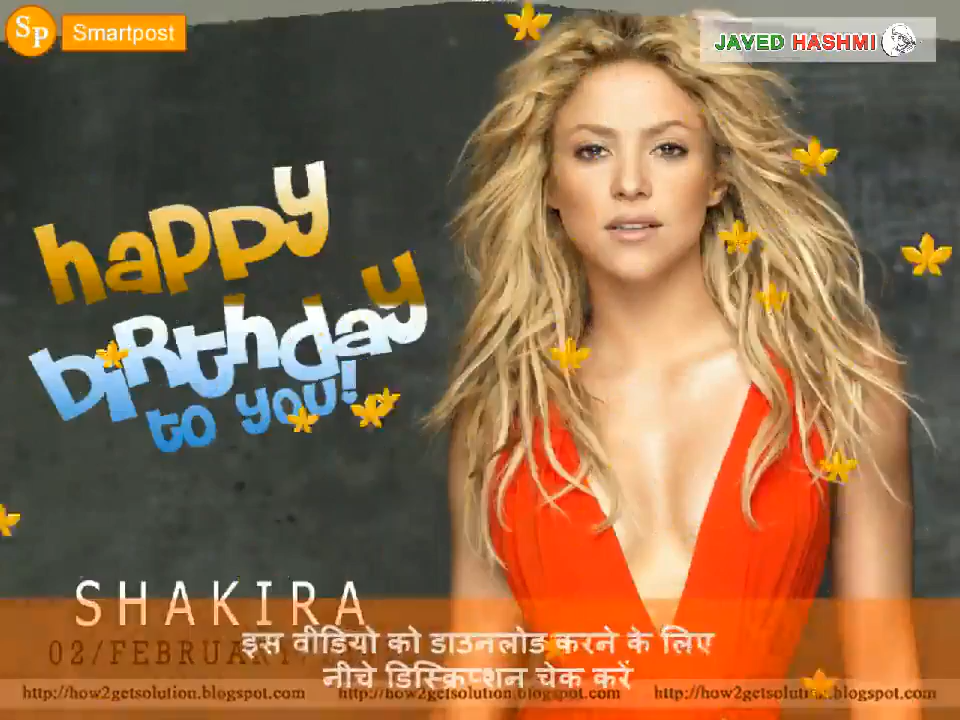 Sp Smartpost
JAVED HASHMI
happy
biRthday
to you!
SHAKIRA
02/FEBRUARY
इस वीडियो को डाउनलोड करने के लिए
नीचे डिस्क्रिप्शन चेक करें
http://how2getsolution.blogspot.com http://how2getsolution.blogspot.com http://how2getsolution.blogspot.com